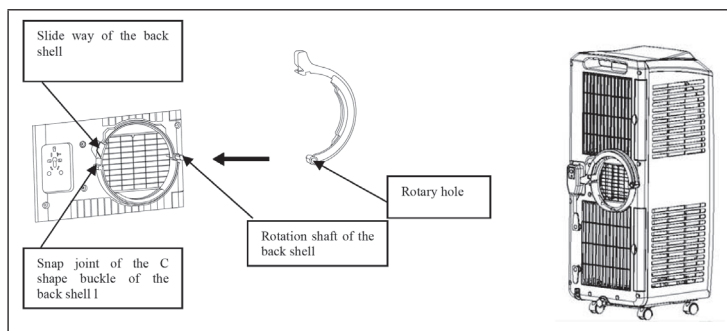 Slide way of the back
shell
Rotary hole
Rotation shaft of the
back shell
Snap joint of the C
shape buckle of the
back shell l